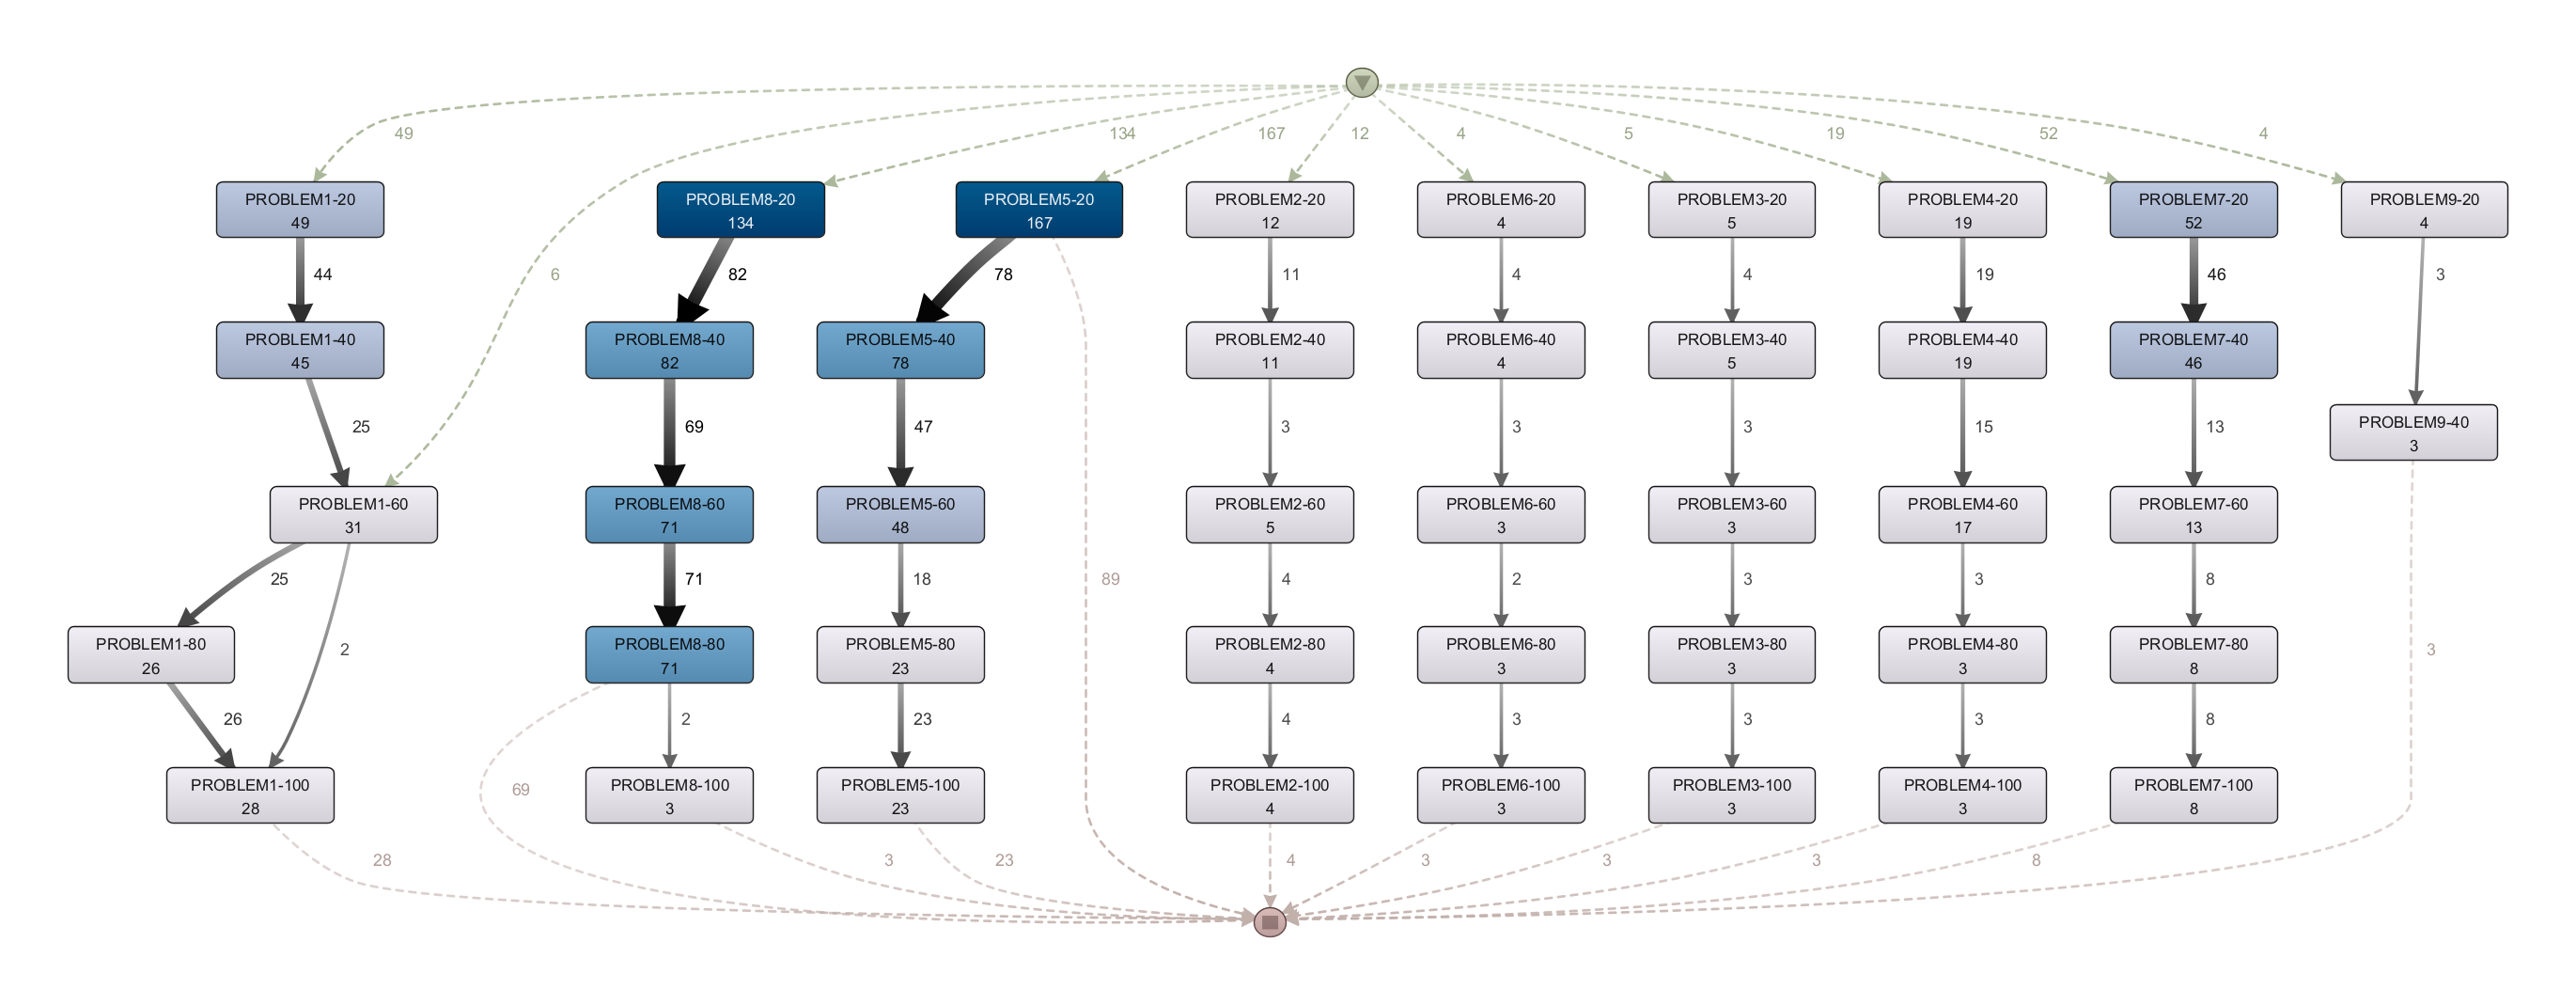 49
6
134
167
12
4
5
19
52
4
PROBLEM1-20
49
PROBLEM8-20
134
PROBLEM5-20
167
PROBLEM2-20
12
PROBLEM6-20
4
PROBLEM3-20
5
PROBLEM4-20
19
PROBLEM7-20
52
PROBLEM9-20
4
44
82
78
11
4
4
19
46
3
PROBLEM1-40
45
PROBLEM8-40
82
PROBLEM5-40
78
PROBLEM2-40
11
PROBLEM6-40
4
PROBLEM3-40
5
PROBLEM4-40
19
PROBLEM7-40
46
PROBLEM9-40
3
25
69
47
3
3
3
15
13
PROBLEM1-60
31
PROBLEM8-60
71
PROBLEM5-60
48
PROBLEM2-60
5
PROBLEM6-60
3
PROBLEM3-60
3
PROBLEM4-60
17
PROBLEM7-60
13
25
2
71
18
89
4
2
3
3
8
3
PROBLEM1-80
26
PROBLEM8-80
71
PROBLEM5-80
23
PROBLEM2-80
4
PROBLEM6-80
3
PROBLEM3-80
3
PROBLEM4-80
3
PROBLEM7-80
8
26
2
23
4
3
3
3
8
PROBLEM1-100
28
69
PROBLEM8-100
3
PROBLEM5-100
23
PROBLEM2-100
4
PROBLEM6-100
3
PROBLEM3-100
3
PROBLEM4-100
3
PROBLEM7-100
8
28
3
23
4
3
3
3
8